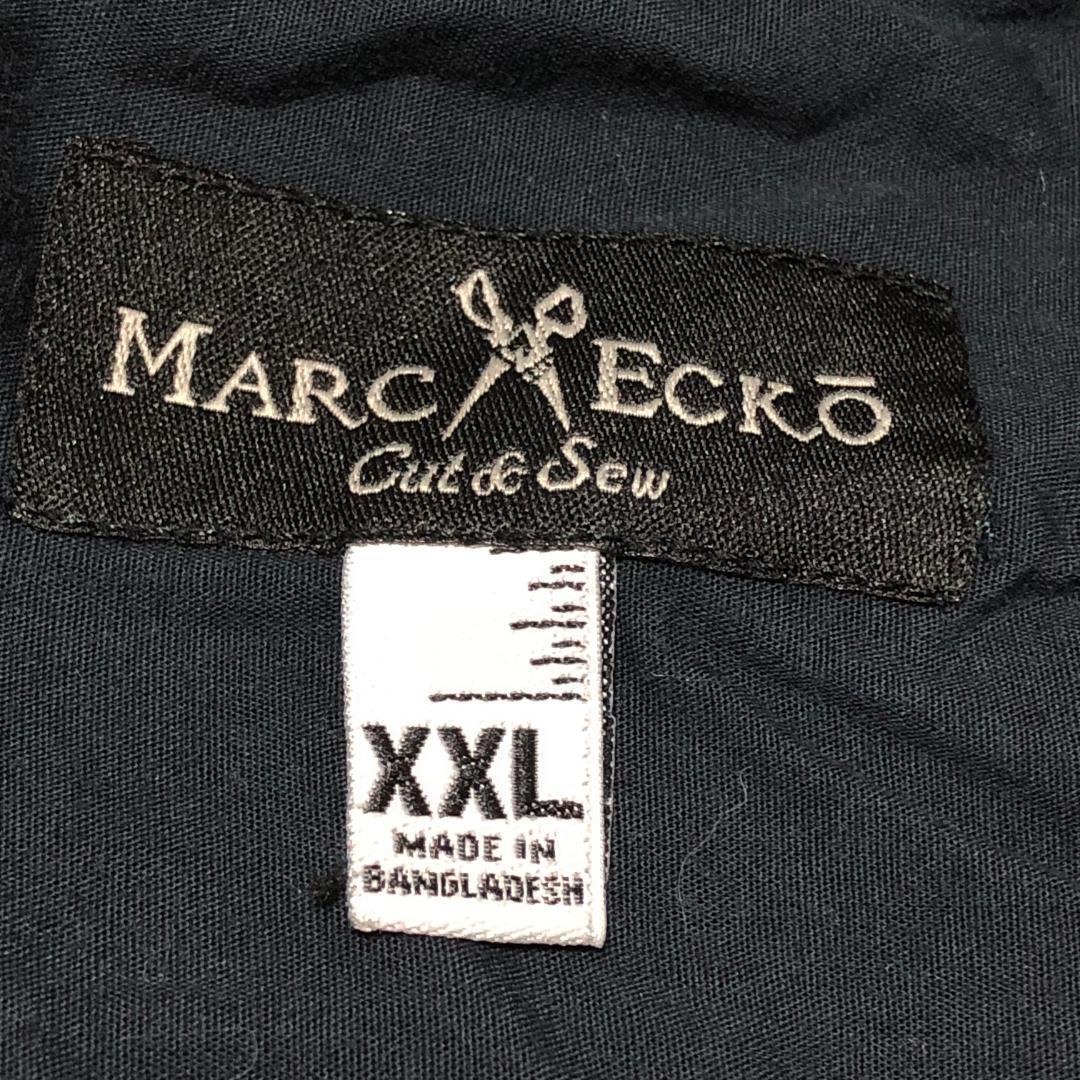 MARC ECKŌ
Cut & Sew
XXL
MADE IN
BANGLADESH